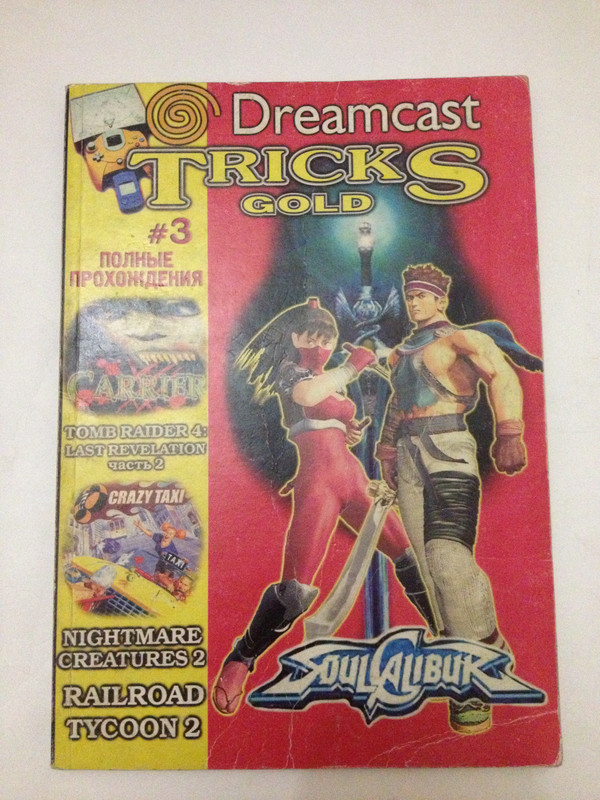 Dreamcast
TRICKS
GOLD
#3
ПОЛНЫЕ
ПРОХОЖДЕНИЯ
CARRIER
TOMB RAIDER 4:
LAST REVELATION
часть 2
CRAZY TAXI
TAXI
NIGHTMARE
CREATURES 2
RAILROAD
TYCOON 2
SOULCALIBUR